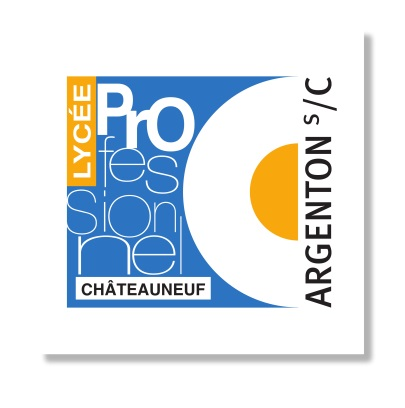 LYCÉE
Pro
fes
sion
nel
CHÂTEAUNEUF
ARGENTON s/C